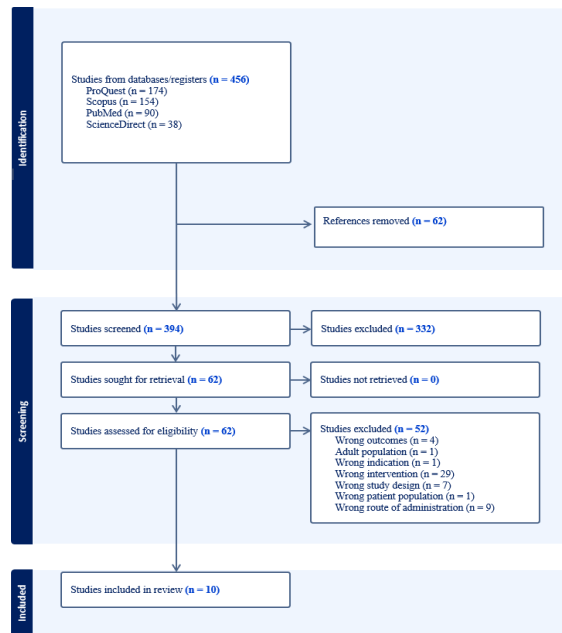 Identification
Studies from databases/registers (n = 456)
ProQuest (n = 174)
Scopus (n = 154)
PubMed (n = 90)
ScienceDirect (n = 38)
References removed (n = 62)
Screening
Studies screened (n = 394)
Studies excluded (n = 332)
Studies sought for retrieval (n = 62)
Studies not retrieved (n = 0)
Studies assessed for eligibility (n = 62)
Studies excluded (n = 52)
Wrong outcomes (n = 4)
Adult population (n = 1)
Wrong indication (n = 1)
Wrong intervention (n = 29)
Wrong study design (n = 7)
Wrong patient population (n = 1)
Wrong route of administration (n = 9)
Included
Studies included in review (n = 10)